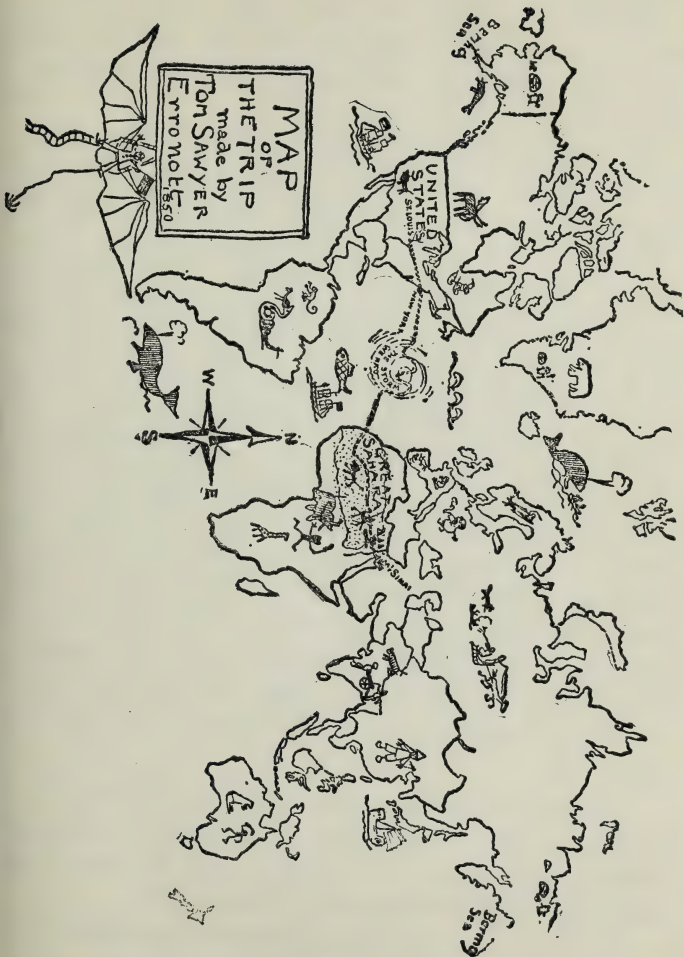 MAP
OF
THE TRIP
made by
Tom SAWYER
Erronott
1850
Bering
Sea
UNITED
STATES
ST LOUIS
GREAT
SAHARA
W
N
S
E
Bering
Sea